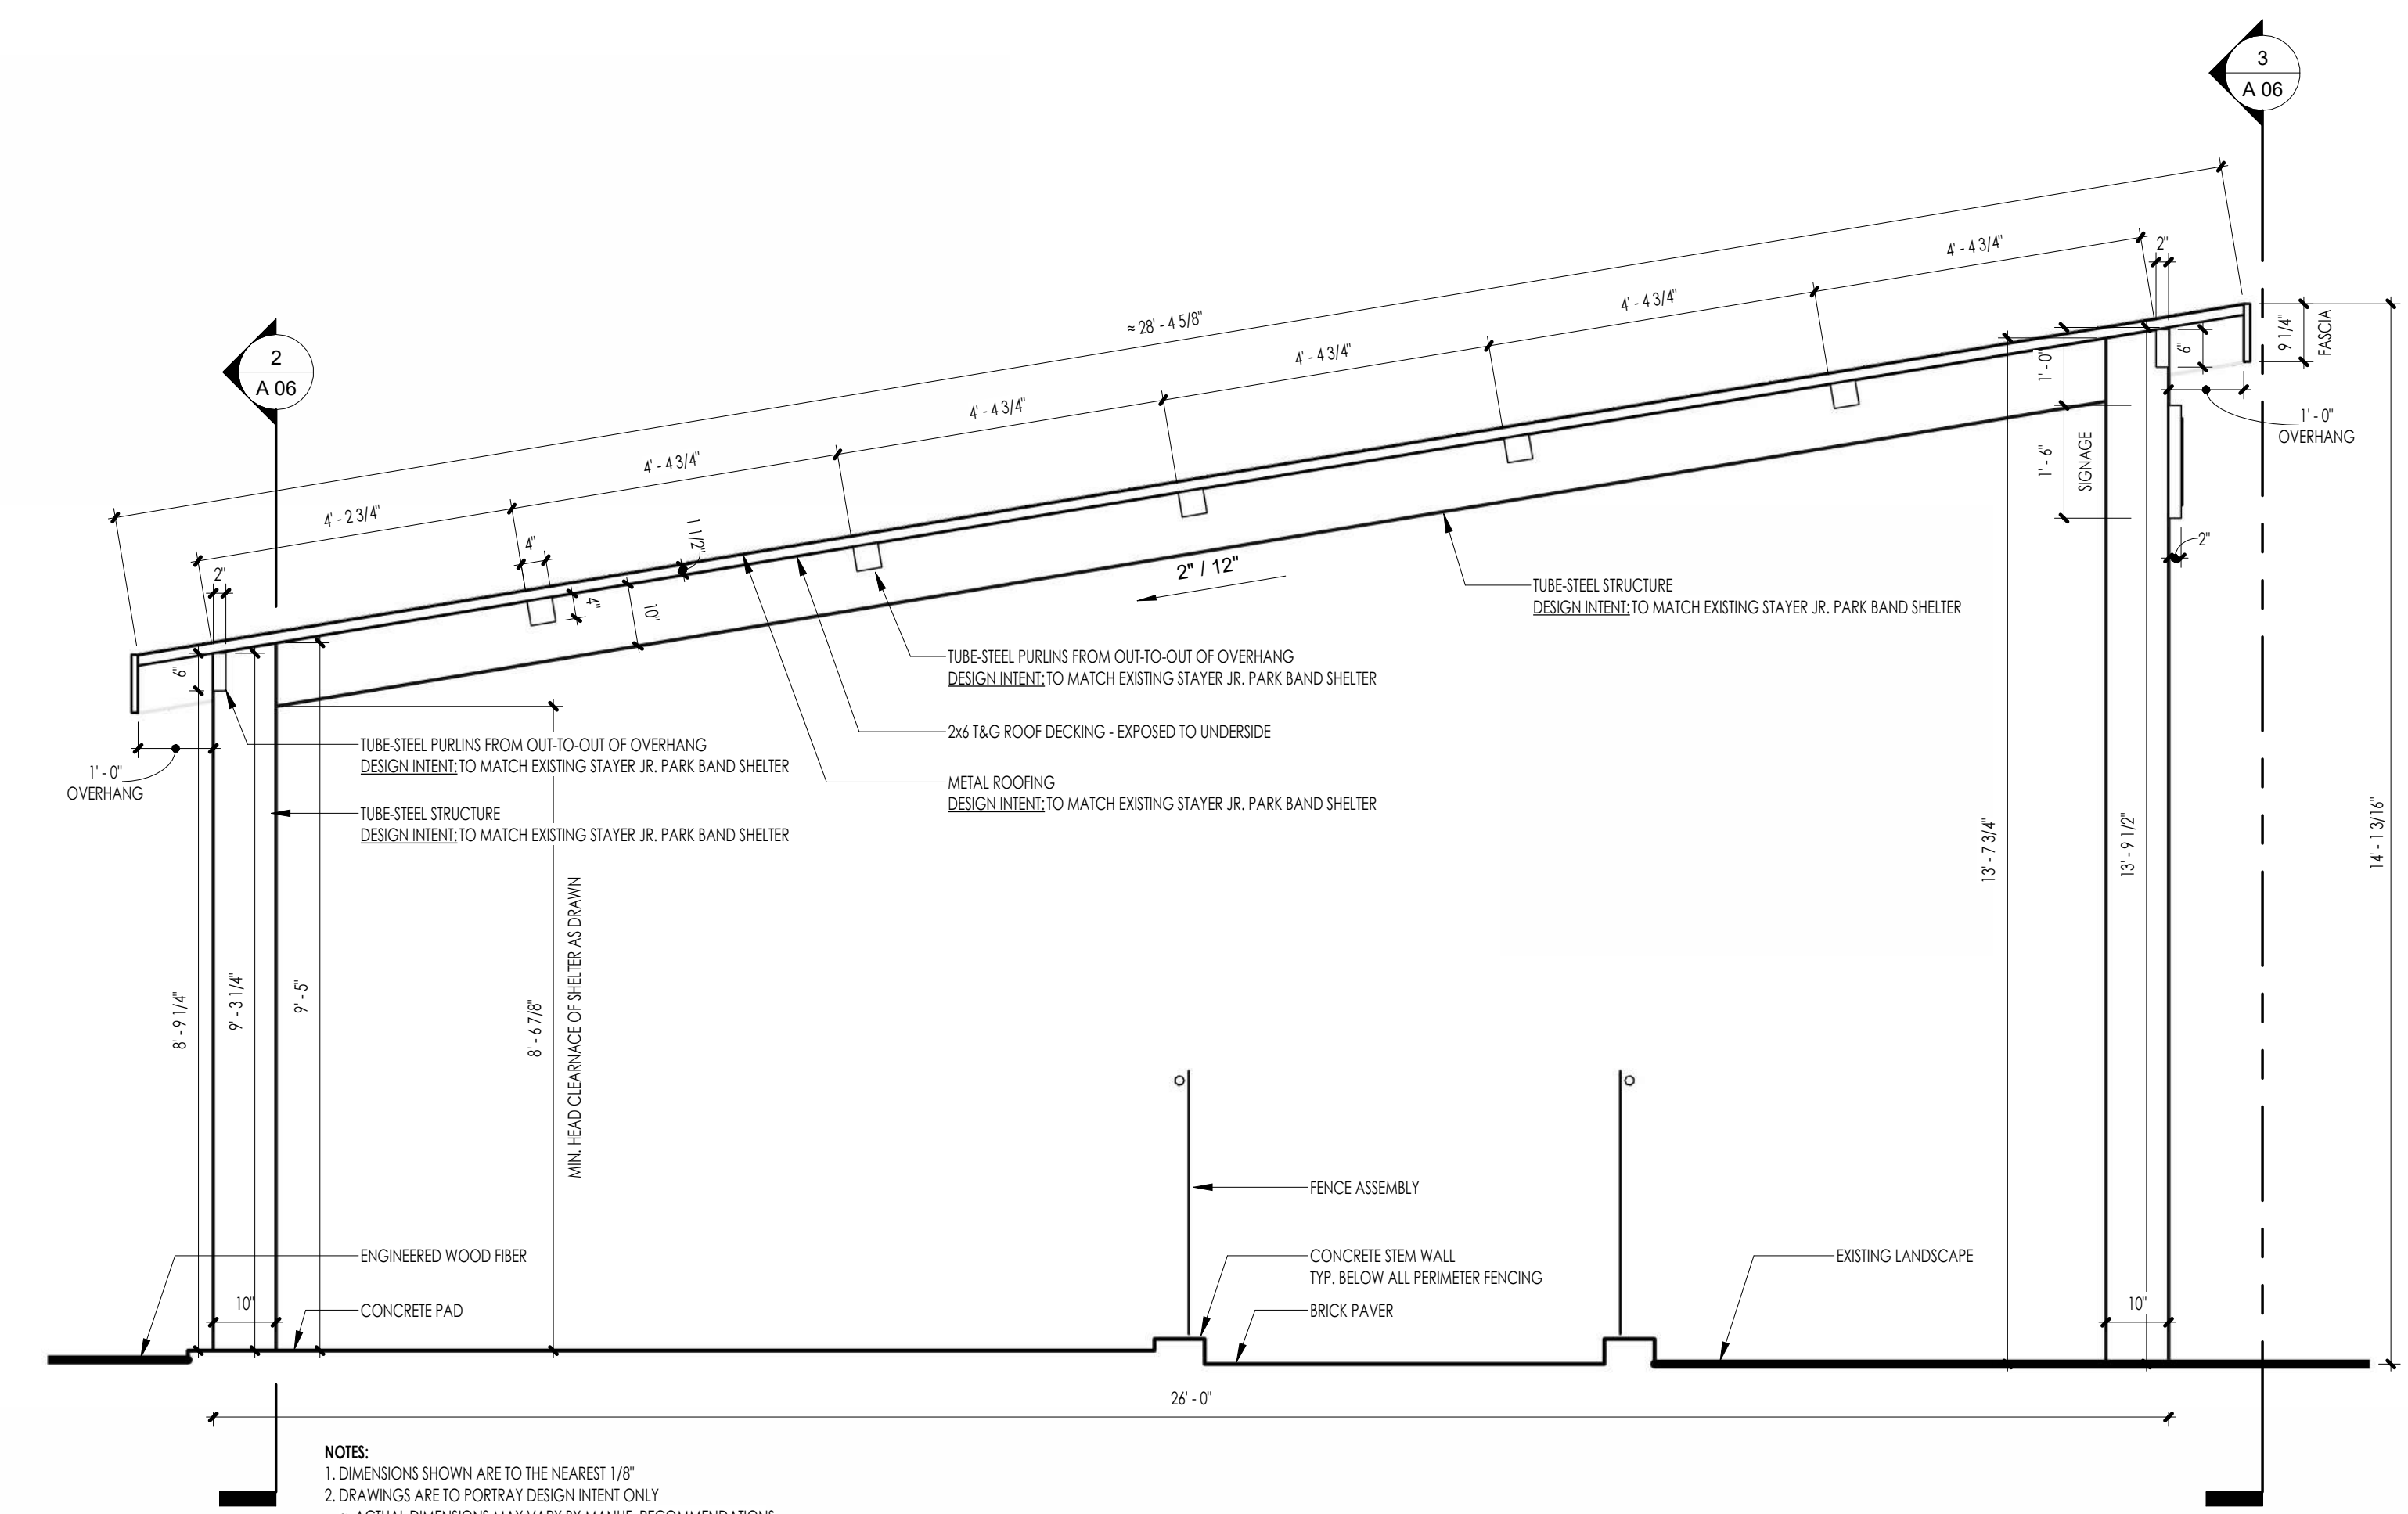 3
A 06
2
A 06
≈ 28' - 4 5/8"
4' - 2 3/4"
4' - 4 3/4"
4' - 4 3/4"
4' - 4 3/4"
4' - 4 3/4"
4' - 4 3/4"
2"
2"
4"
1 1/2"
4"
10"
6"
2" / 12"
1' - 0"
1' - 6"
SIGNAGE
6"
9 1/4"
FASCIA
1' - 0"
OVERHANG
2"
TUBE-STEEL STRUCTURE
DESIGN INTENT: TO MATCH EXISTING STAYER JR. PARK BAND SHELTER
TUBE-STEEL PURLINS FROM OUT-TO-OUT OF OVERHANG
DESIGN INTENT: TO MATCH EXISTING STAYER JR. PARK BAND SHELTER
2x6 T&G ROOF DECKING - EXPOSED TO UNDERSIDE
METAL ROOFING
DESIGN INTENT: TO MATCH EXISTING STAYER JR. PARK BAND SHELTER
1' - 0"
OVERHANG
TUBE-STEEL PURLINS FROM OUT-TO-OUT OF OVERHANG
DESIGN INTENT: TO MATCH EXISTING STAYER JR. PARK BAND SHELTER
TUBE-STEEL STRUCTURE
DESIGN INTENT: TO MATCH EXISTING STAYER JR. PARK BAND SHELTER
8' - 9 1/4"
9' - 3 1/4"
9' - 5"
8' - 6 7/8"
MIN. HEAD CLEARNACE OF SHELTER AS DRAWN
13' - 7 3/4"
13' - 9 1/2"
14' - 1 3/16"
FENCE ASSEMBLY
ENGINEERED WOOD FIBER
CONCRETE STEM WALL
TYP. BELOW ALL PERIMETER FENCING
EXISTING LANDSCAPE
10"
CONCRETE PAD
BRICK PAVER
10"
26' - 0"
NOTES:
1. DIMENSIONS SHOWN ARE TO THE NEAREST 1/8"
2. DRAWINGS ARE TO PORTRAY DESIGN INTENT ONLY
ACTUAL DIMENSIONS MAY VARY BY MANUF. RECOMMENDATIONS